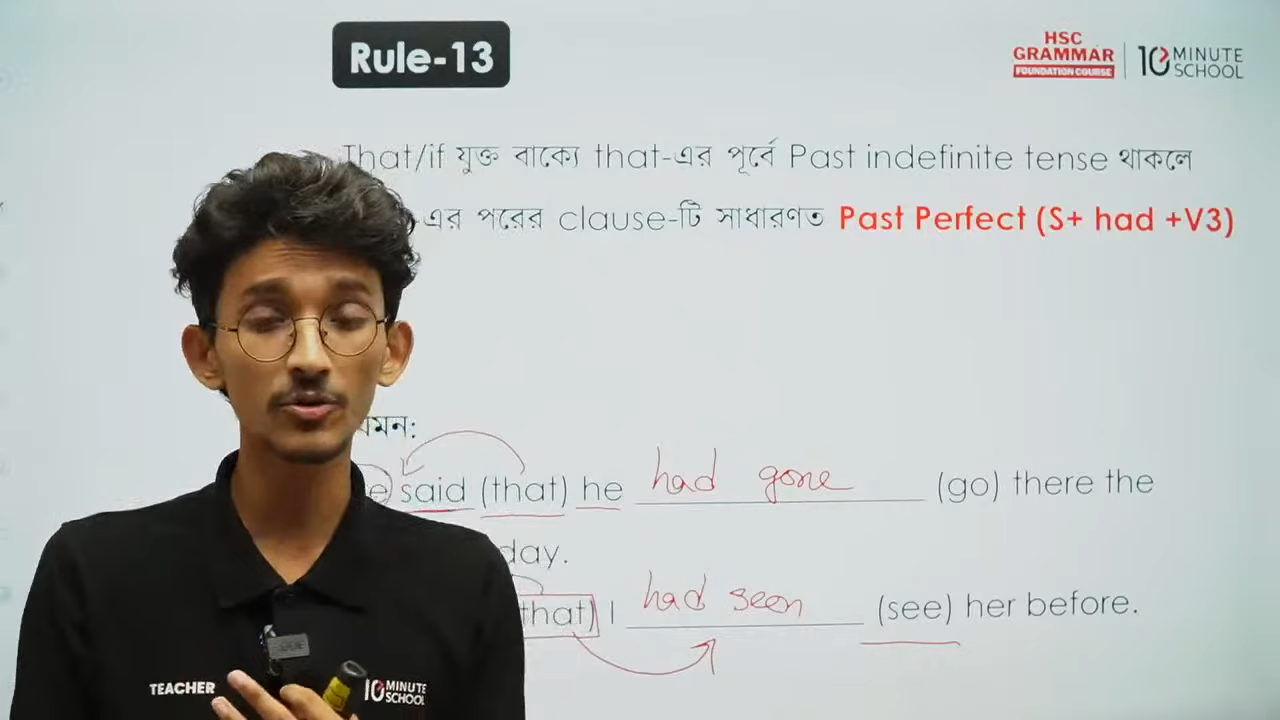 Rule-13
HSC
GRAMMAR
FOUNDATION COURSE
10 MINUTE
SCHOOL
That/if যুক্ত বাক্যে that-এর পূর্বে Past indefinite tense থাকলে
-এর পরের clause-টি সাধারণত Past Perfect (S+ had +V3)
said (that) he had gone (go) there the
day.
that) I had seen (see) her before.
TEACHER
10 MINUTE
SCHOOL